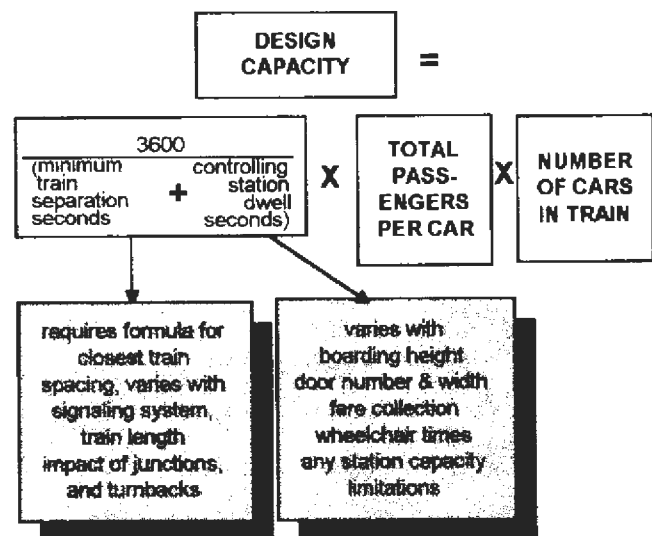 DESIGN
CAPACITY =
3600
(minimum
train
separation
seconds
+
controlling
station
dwell
seconds)
X
TOTAL
PASS-
ENGERS
PER CAR
X
NUMBER
OF CARS
IN TRAIN
requires formula for
closest train
spacing, varies with
signaling system,
train length
impact of junctions,
and turnbacks
varies with
boarding height
door number & width
fare collection
wheelchair times
any station capacity
limitations